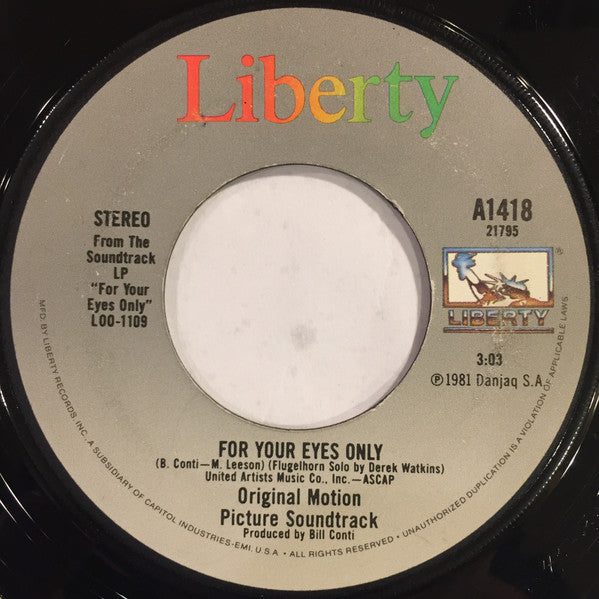 Liberty
STEREO
From The
Soundtrack
LP
"For Your
Eyes Only"
LOO-1109
A1418
21795
®
LIBERTY
3:03
℗1981 Danjaq S.A.
FOR YOUR EYES ONLY
(B. Conti—M. Leeson) (Flugelhorn Solo by Derek Watkins)
United Artists Music Co., Inc.—ASCAP
Original Motion
Picture Soundtrack
Produced by Bill Conti
MFD. BY LIBERTY RECORDS INC. A SUBSIDIARY OF CAPITOL INDUSTRIES-EMI, U.S.A. • ALL RIGHTS RESERVED. • UNAUTHORIZED DUPLICATION IS A VIOLATION OF APPLICABLE LAWS.